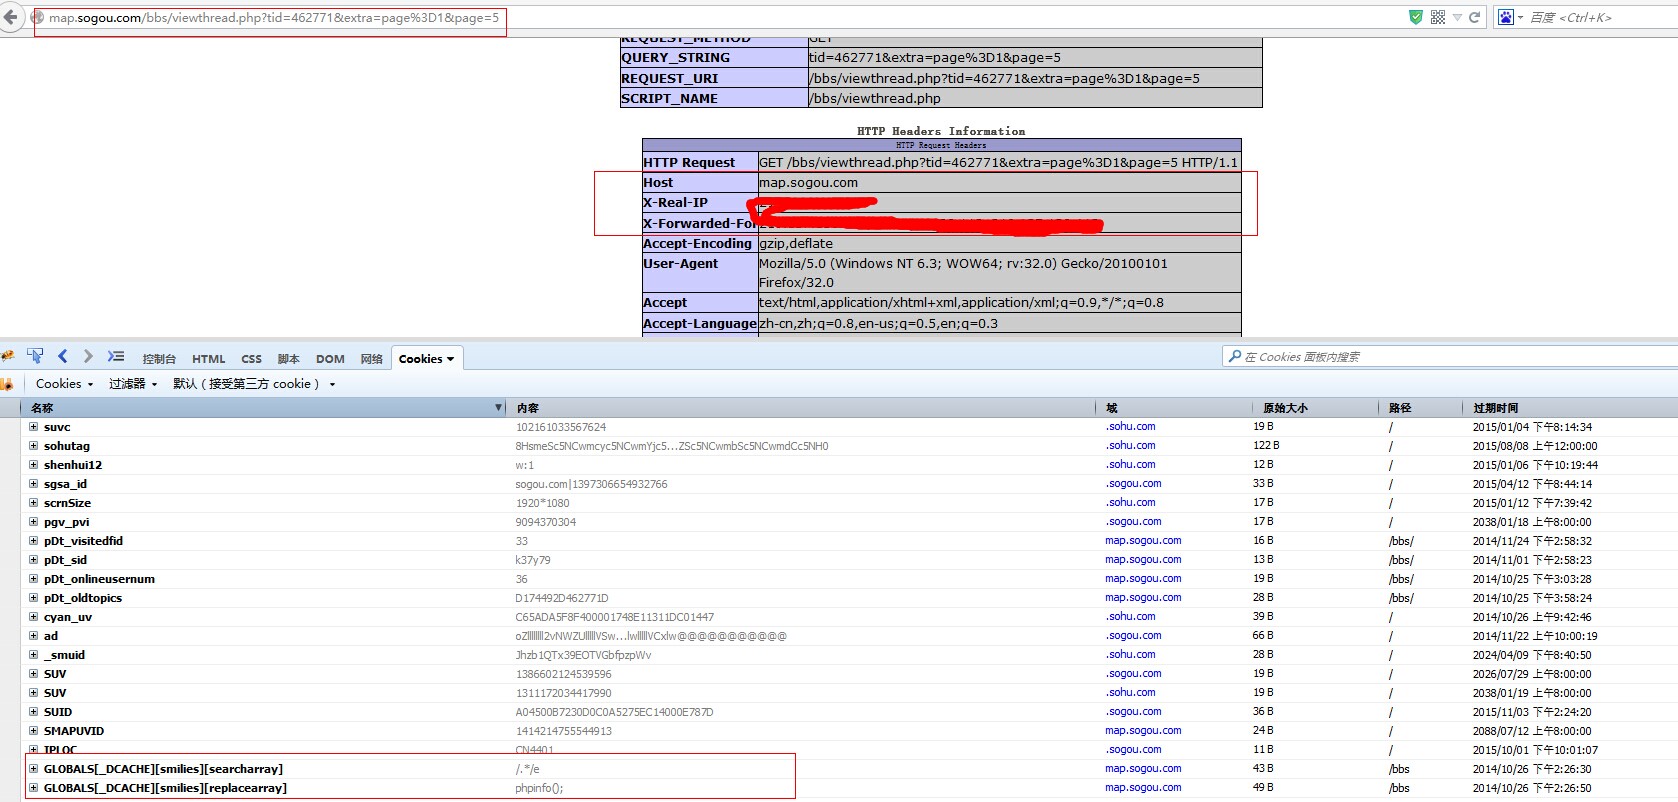 map.sogou.com/bbs/viewthread.php?tid=462771&extra=page%3D1&page=5
百度 <Ctrl+K>
REQUEST_METHOD GET
QUERY_STRING tid=462771&extra=page%3D1&page=5
REQUEST_URI /bbs/viewthread.php?tid=462771&extra=page%3D1&page=5
SCRIPT_NAME /bbs/viewthread.php
HTTP Headers Information
HTTP Request Headers
HTTP Request GET /bbs/viewthread.php?tid=462771&extra=page%3D1&page=5 HTTP/1.1
Host map.sogou.com
X-Real-IP
X-Forwarded-For
Accept-Encoding gzip,deflate
User-Agent Mozilla/5.0 (Windows NT 6.3; WOW64; rv:32.0) Gecko/20100101
Firefox/32.0
Accept text/html,application/xhtml+xml,application/xml;q=0.9,*/*;q=0.8
Accept-Language zh-cn,zh;q=0.8,en-us;q=0.5,en;q=0.3
控制台 HTML CSS 脚本 DOM 网络 Cookies
在 Cookies 面板内搜索
Cookies 过滤器 默认（接受第三方 cookie）
名称 内容 域 原始大小 路径 过期时间
suvc 102161033567624 .sohu.com 19 B / 2015/01/04 下午8:14:34
sohutag 8HsmeSc5NCwmcyc5NCwmYjc5...ZSc5NCwmbSc5NCwmdCc5NH0 .sohu.com 122 B / 2015/08/08 上午12:00:00
shenhui12 w:1 .sohu.com 12 B / 2015/01/06 下午10:19:44
sgsa_id sogou.com|1397306654932766 .sogou.com 33 B / 2015/04/12 下午8:44:14
scrnSize 1920*1080 .sohu.com 17 B / 2015/01/12 下午7:39:42
pgv_pvi 9094370304 .sogou.com 17 B / 2038/01/18 上午8:00:00
pDt_visitedfid 33 map.sogou.com 16 B /bbs/ 2014/11/24 下午2:58:32
pDt_sid k37y79 map.sogou.com 13 B /bbs/ 2014/11/01 下午2:58:23
pDt_onlineusernum 36 map.sogou.com 19 B /bbs/ 2014/10/25 下午3:03:28
pDt_oldtopics D174492D462771D map.sogou.com 28 B /bbs/ 2014/10/25 下午3:58:24
cyan_uv C65ADA5F8F400001748E11311DC01447 .sohu.com 39 B / 2014/10/26 上午9:42:46
ad .sogou.com 66 B / 2014/11/22 上午10:00:19
_smuid Jhzb1QTx39EOTVGbfpzpWv .sohu.com 28 B / 2024/04/09 下午8:40:50
SUV 1386602124539596 .sogou.com 19 B / 2026/07/29 上午8:00:00
SUV 1311172034417990 .sohu.com 19 B / 2038/01/19 上午8:00:00
SUID A04500B7230D0C0A5275EC14000E787D .sogou.com 36 B / 2015/11/03 下午2:24:20
SMAPUVID 1414214755544913 map.sogou.com 24 B / 2088/07/12 上午8:00:00
IPLOC CN4401 .sogou.com 11 B / 2015/10/01 下午10:01:07
GLOBALS[_DCACHE][smilies][searcharray] /.*/e map.sogou.com 43 B /bbs 2014/10/26 下午2:26:30
GLOBALS[_DCACHE][smilies][replacearray] phpinfo(); map.sogou.com 49 B /bbs 2014/10/26 下午2:26:50